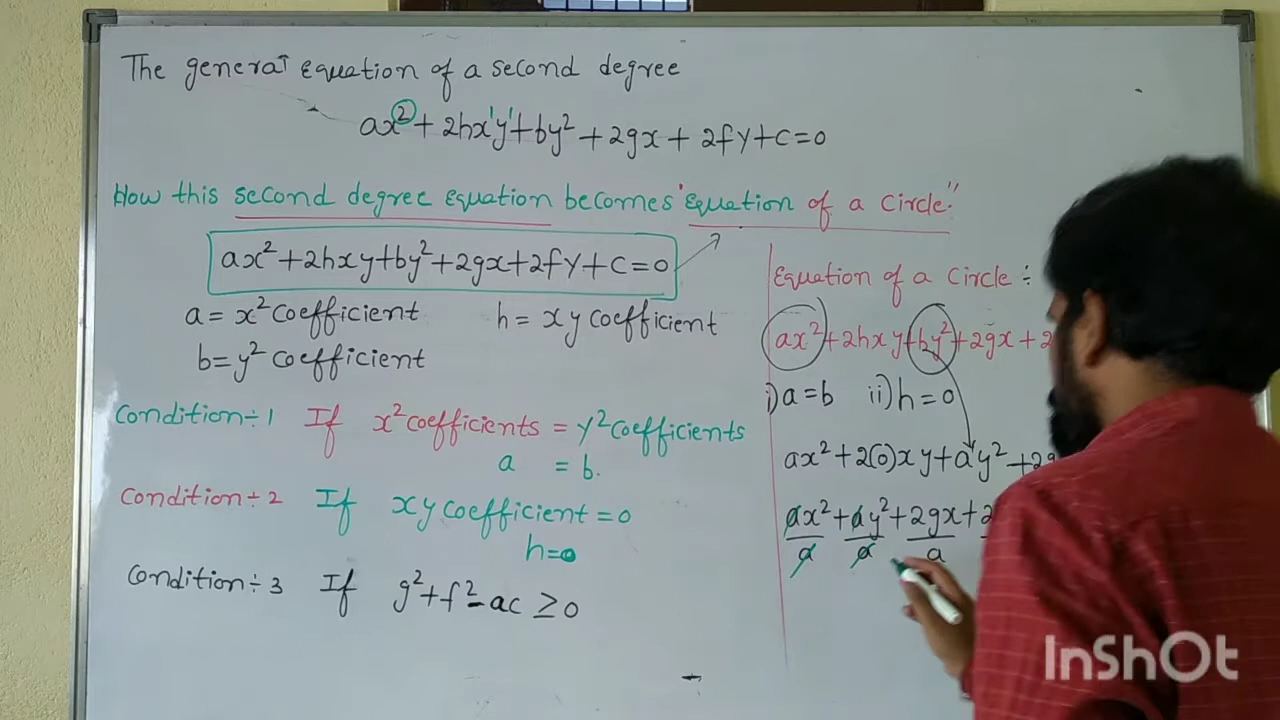 The general equation of a second degree
ax² + 2hx¹y¹ + by² + 2gx + 2fy + c = 0
How this second degree equation becomes "equation of a circle."
ax² + 2hxy + by² + 2gx + 2fy + c = 0
a = x² coefficient h = xy coefficient
b = y² coefficient
Condition÷1 If x² coefficients = y² coefficients
a = b.
Condition÷2 If xy coefficient = 0
h = 0
Condition÷3 If g² + f² - ac ≥ 0
Equation of a circle÷
ax² + 2hxy + by² + 2gx + 2
i) a = b ii) h = 0
ax² + 2(0)xy + ay² + 2g
ax² + ay² + 2gx + 2
a a a
InShOt